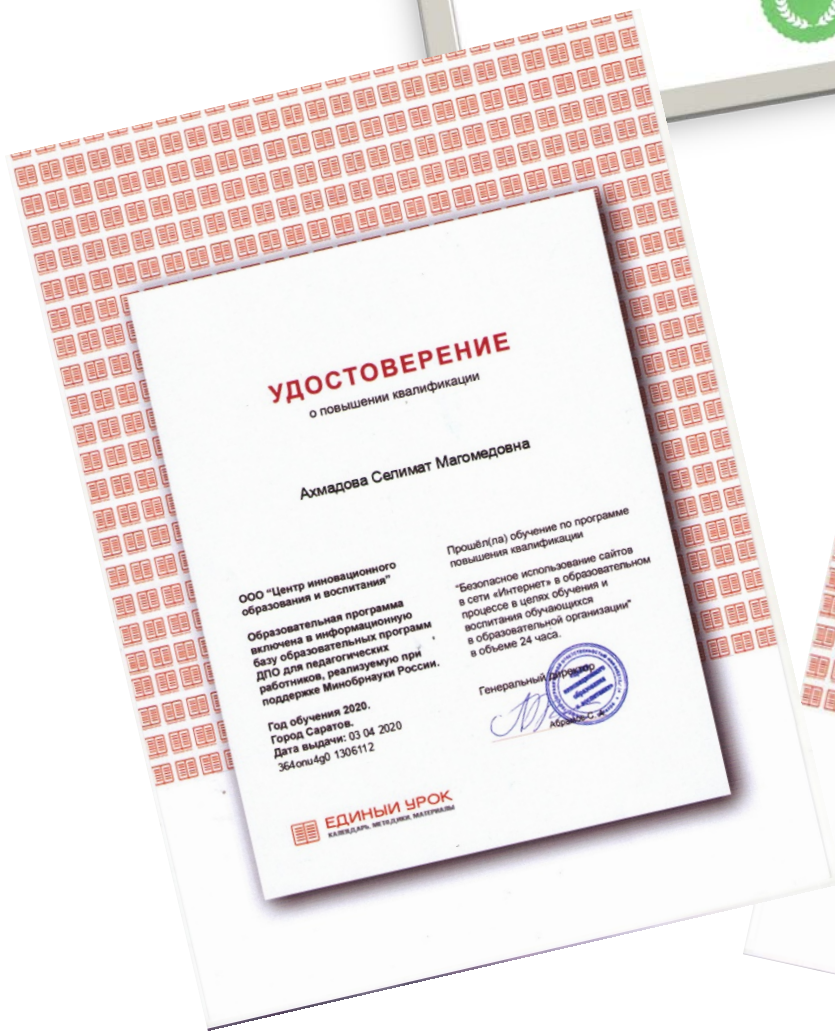 УДОСТОВЕРЕНИЕ
о повышении квалификации
Ахмадова Селимат Магомедовна
ООО "Центр инновационного
образования и воспитания"
Образовательная программа
включена в информационную
базу образовательных программ
ДПО для педагогических
работников, реализуемую при
поддержке Минобрнауки России.
Год обучения 2020.
Город Саратов.
Дата выдачи: 03 04 2020
364onu4g0 1306112
Прошёл(ла) обучение по программе
повышения квалификации
"Безопасное использование сайтов
в сети «Интернет» в образовательном
процессе в целях обучения и
воспитания обучающихся
в образовательной организации"
в объеме 24 часа.
Генеральный директор
ЕДИНЫЙ УРОК
КАЛЕНДАРЬ. МЕТОДИКИ. МАТЕРИАЛЫ